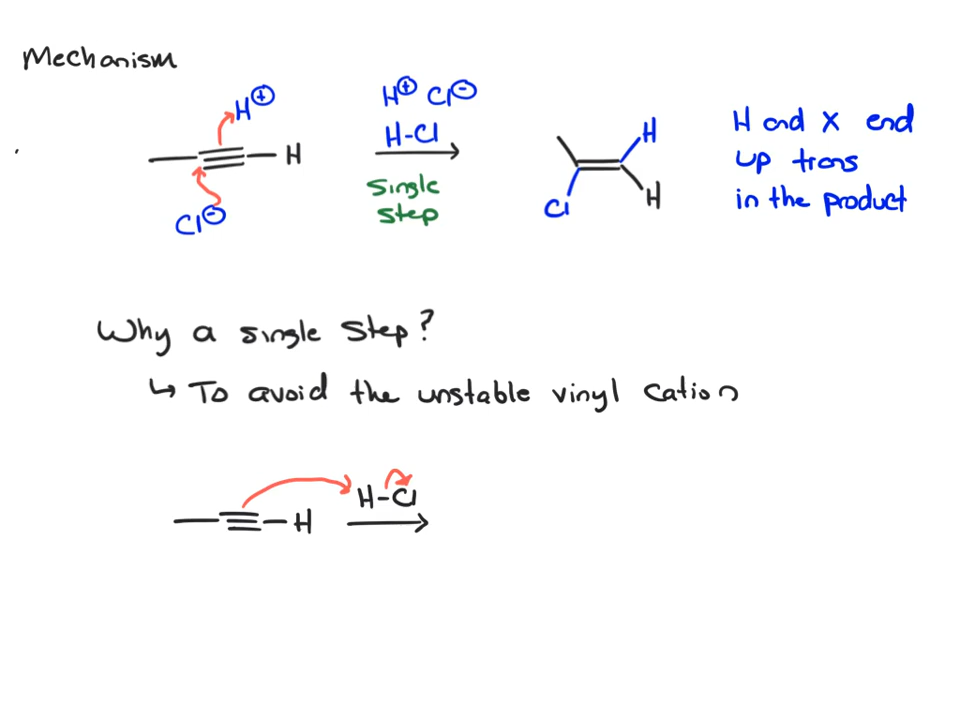 Mechanism
H⊕
H⊕ Cl⊖
H-Cl
H
Single
step
Cl⊖
H
Cl
H
H and X end
up trans
in the product
Why a single step?
↳ To avoid the unstable vinyl cation
H-Cl
H